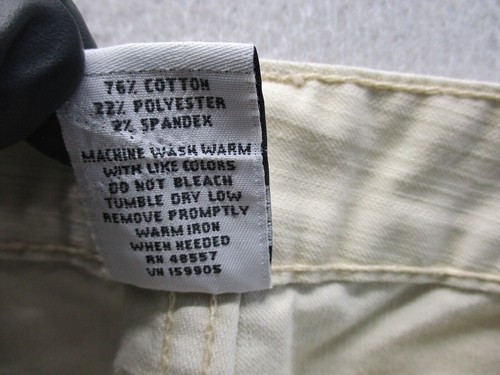 76% COTTON
22% POLYESTER
2% SPANDEX
MACHINE WASH WARM
WITH LIKE COLORS
DO NOT BLEACH
TUMBLE DRY LOW
REMOVE PROMPTLY
WARM IRON
WHEN NEEDED
RN 48557
VN 159905